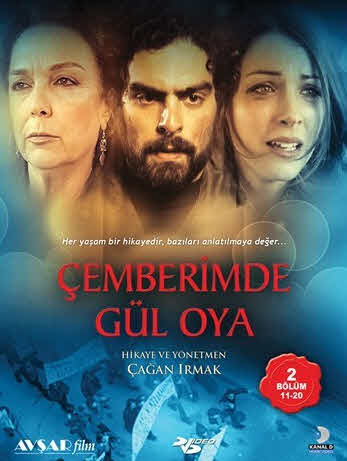 Her yaşam bir hikayedir, bazıları anlatılmaya değer...
ÇEMBERİMDE
GÜL OYA
HİKAYE VE YÖNETMEN
ÇAĞAN IRMAK
2
BÖLÜM
11-20
AVŞAR film
VIDEO
KANAL D